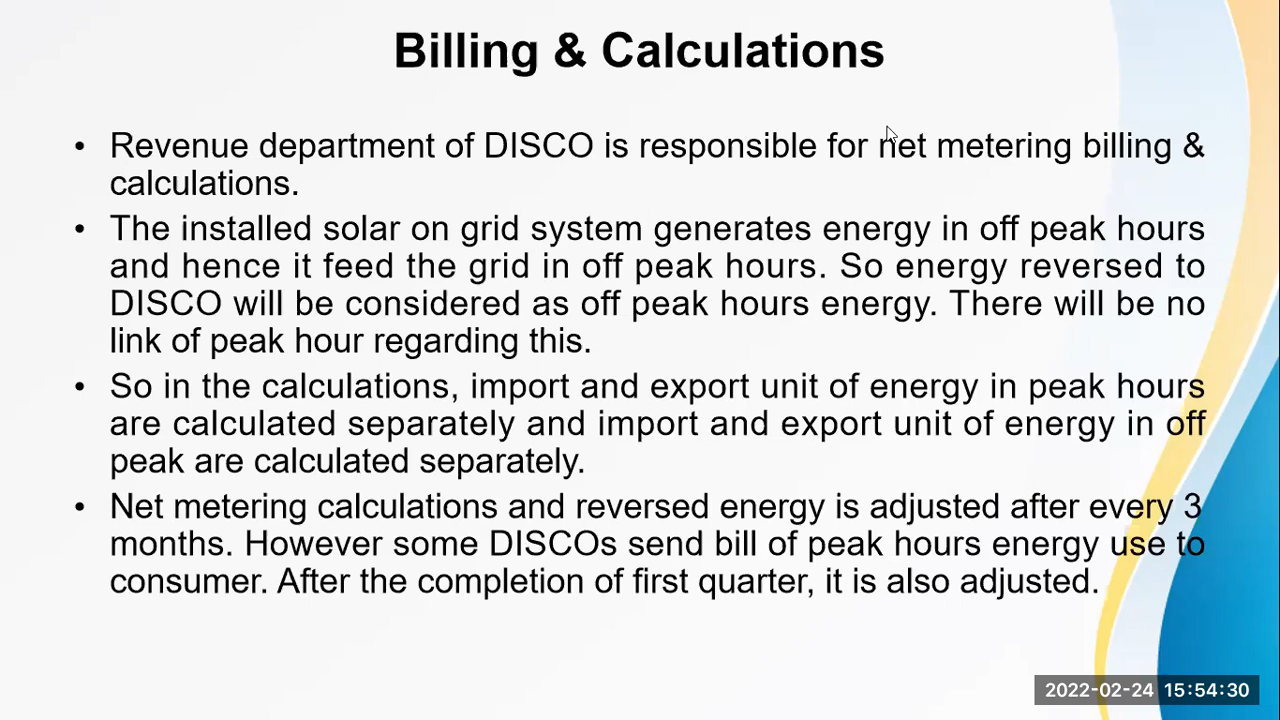 Billing & Calculations
• Revenue department of DISCO is responsible for net metering billing &
calculations.
• The installed solar on grid system generates energy in off peak hours
and hence it feed the grid in off peak hours. So energy reversed to
DISCO will be considered as off peak hours energy. There will be no
link of peak hour regarding this.
• So in the calculations, import and export unit of energy in peak hours
are calculated separately and import and export unit of energy in off
peak are calculated separately.
• Net metering calculations and reversed energy is adjusted after every 3
months. However some DISCOs send bill of peak hours energy use to
consumer. After the completion of first quarter, it is also adjusted.
2022-02-24 15:54:30